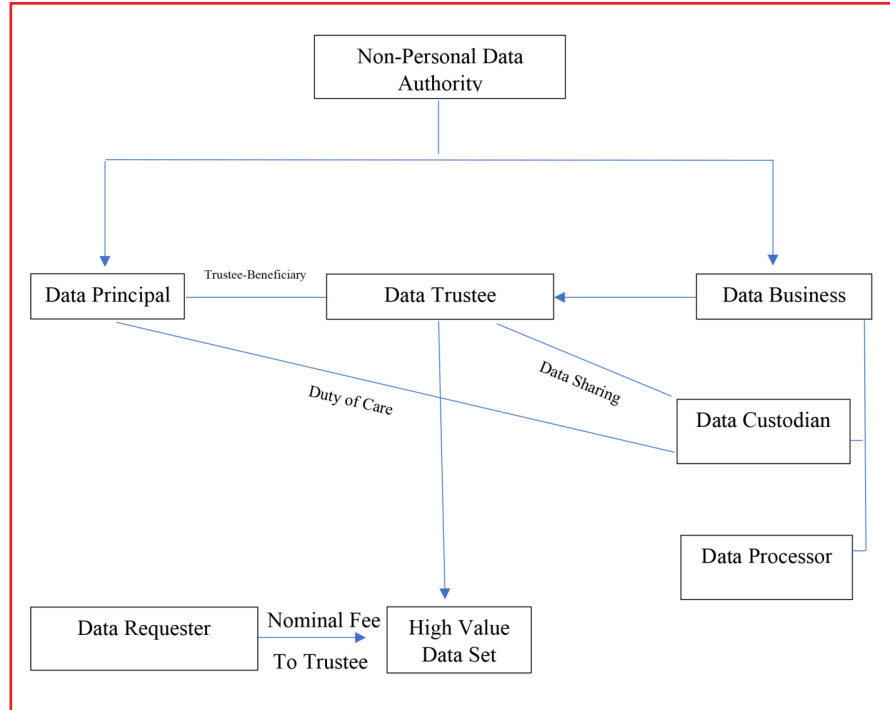 Non-Personal Data
Authority
Data Principal
Trustee-Beneficiary
Data Trustee
Data Business
Duty of Care
Data Sharing
Data Custodian
Data Processor
Data Requester
Nominal Fee
To Trustee
High Value
Data Set